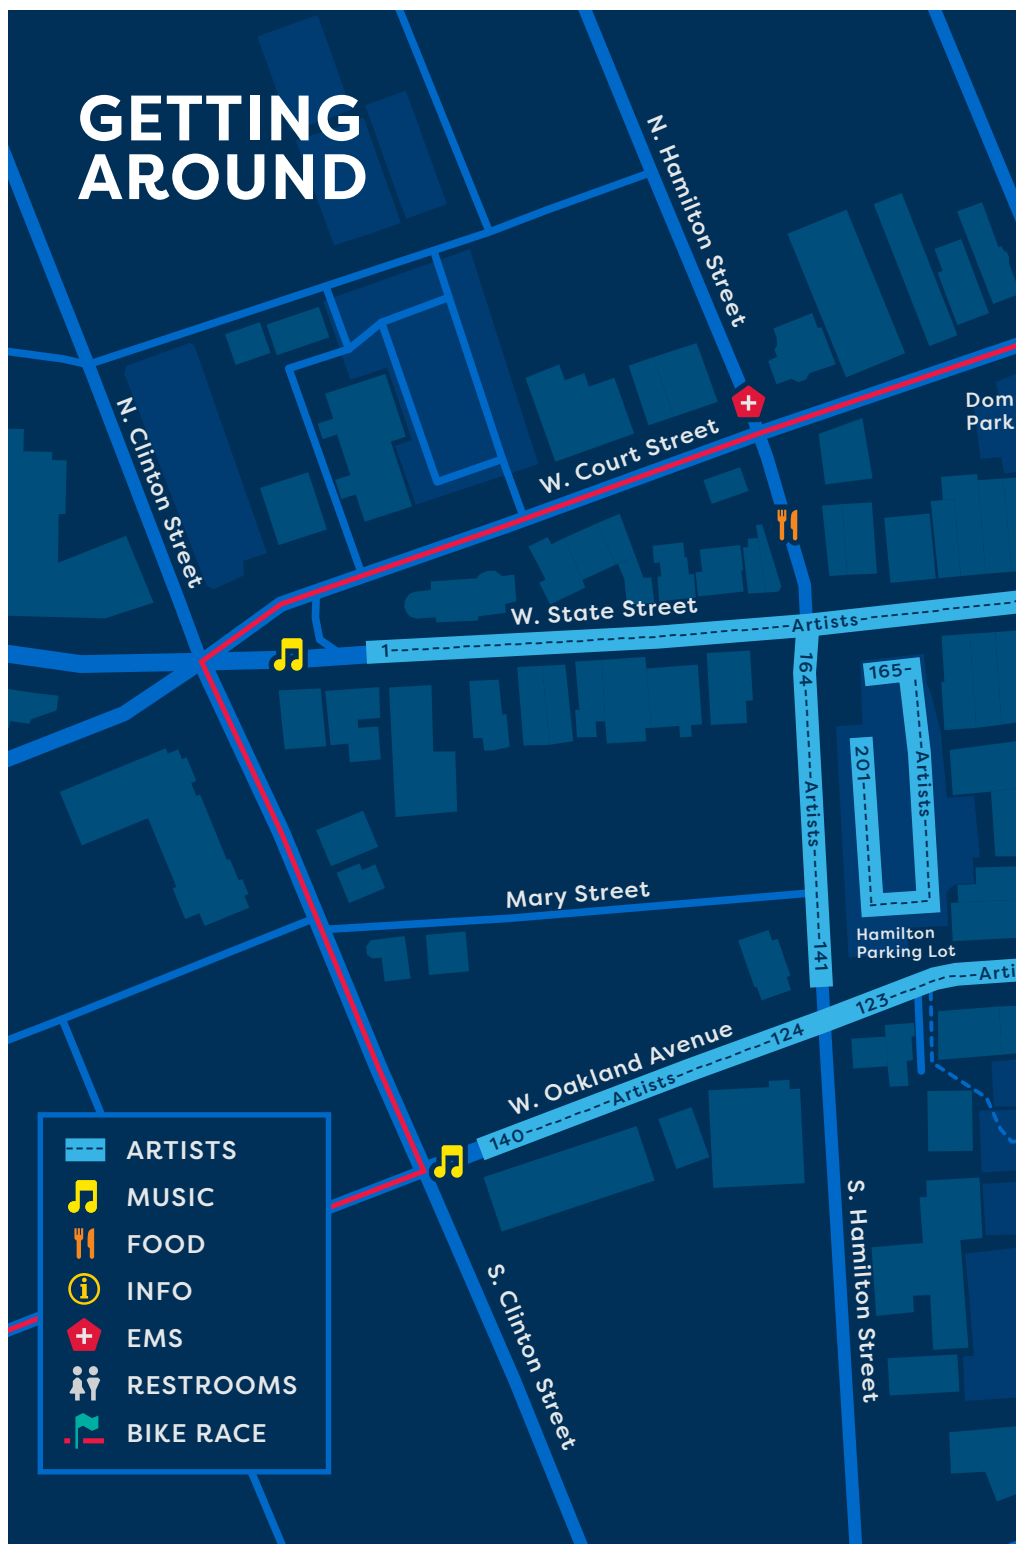 GETTING
AROUND
N. Hamilton Street
N. Clinton Street
W. Court Street
Dom
Park
W. State Street
1
Artists
164
Artists
141
165
Artists
201
Hamilton
Parking Lot
Mary Street
W. Oakland Avenue
140
Artists
124
123
Arti
S. Clinton Street
S. Hamilton Street
ARTISTS
MUSIC
FOOD
INFO
EMS
RESTROOMS
BIKE RACE